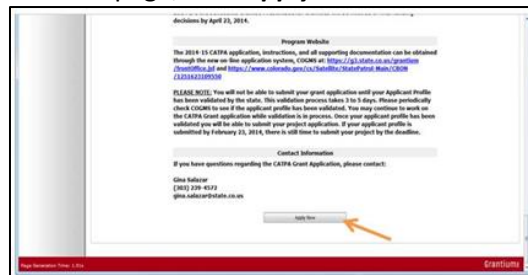 decisions by April 23, 2014.
Program Website
The 2014-15 CATPA application, instructions, and all supporting documentation can be obtained
through the new on-line application system, COGMS at: https://g1.state.co.us/grantium
/frontOffice.jsf and https://www.colorado.gov/cs/Satellite/StatePatrol-Main/CBON
/1251623109550
PLEASE NOTE: You will not be able to submit your grant application until your Applicant Profile
has been validated by the state. This validation process takes 3 to 5 days. Please periodically
check COGMS to see if the applicant profile has been validated. You may continue to work on
the CATPA Grant application while validation is in process. Once your applicant profile has been
validated you will be able to submit your project application. If your applicant profile is
submitted by February 23, 2014, there is still time to submit your project by the deadline.
Contact Information
If you have questions regarding the CATPA Grant Application, please contact:
Gina Salazar
(303) 239-4572
gina.salazar@state.co.us
Apply Now
Page Generation Time: 1.91s
Grantium